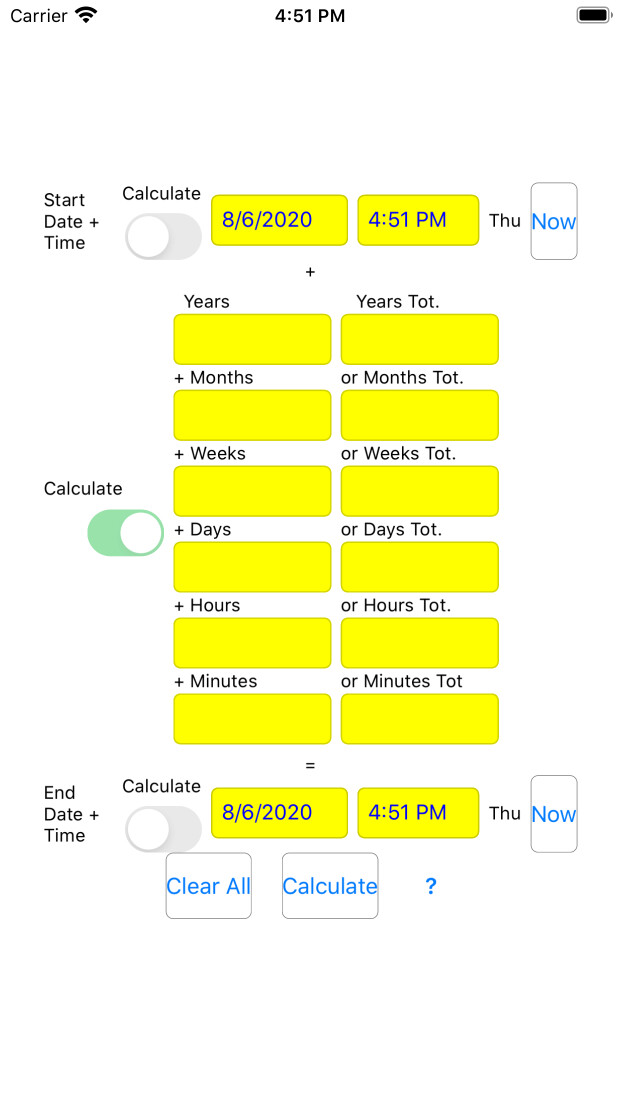 Carrier 4:51 PM
Start
Date +
Time
Calculate
8/6/2020 4:51 PM Thu Now
+
Years Years Tot.
+ Months or Months Tot.
+ Weeks or Weeks Tot.
Calculate
+ Days or Days Tot.
+ Hours or Hours Tot.
+ Minutes or Minutes Tot
=
End
Date +
Time
Calculate
8/6/2020 4:51 PM Thu Now
Clear All Calculate ?